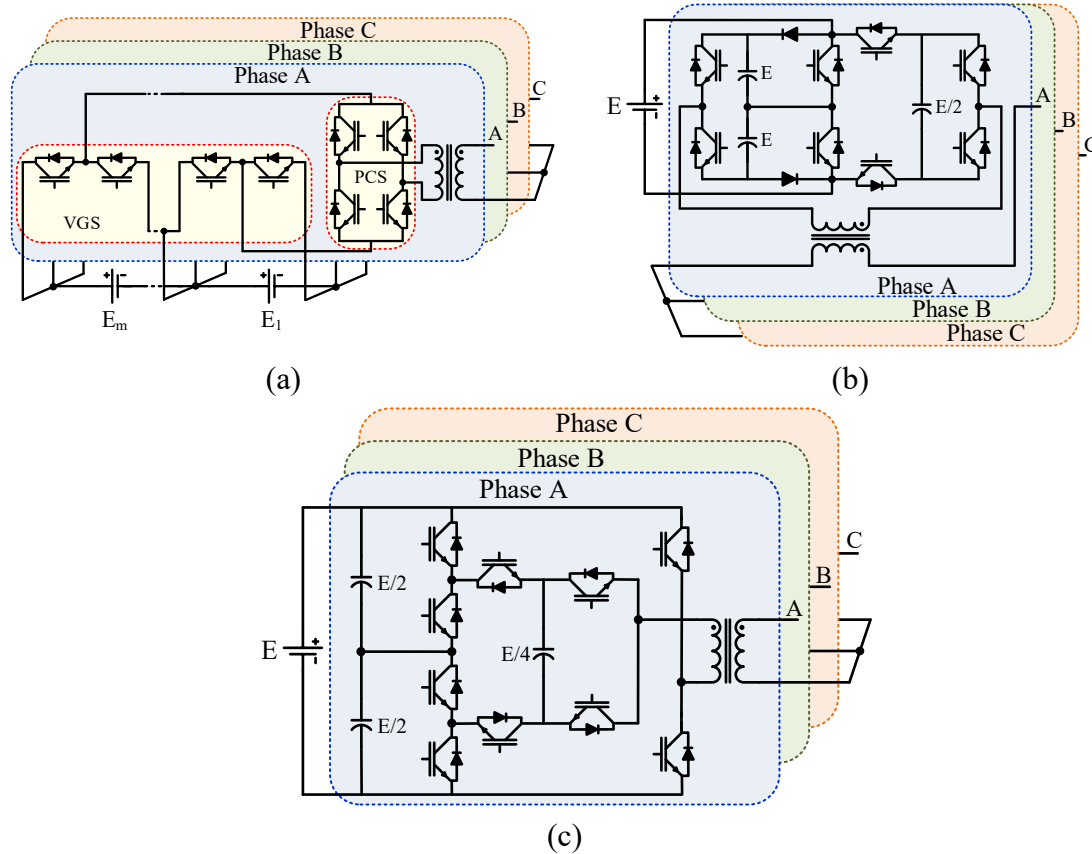 Phase C
Phase B
Phase A
C
B
A
PCS
VGS
+ -
+ -
Em
E1
(a)
E
+
-
E
E
E/2
A
B
C
Phase A
Phase B
Phase C
(b)
Phase C
Phase B
Phase A
C
B
A
E/2
E
+
-
E/4
E/2
(c)